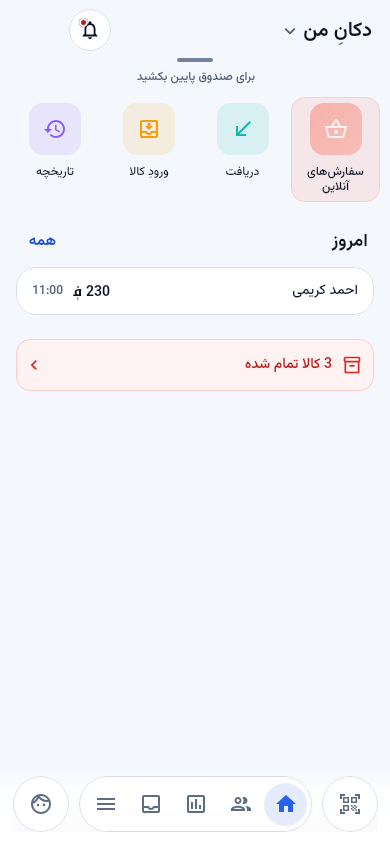 دکانِ من
برای صندوق پایین بکشید
سفارش‌های
آنلاین
دریافت
ورودِ کالا
تاریخچه
امروز
همه
احمد کریمی
230 ؋
11:00
3 کالا تمام شده